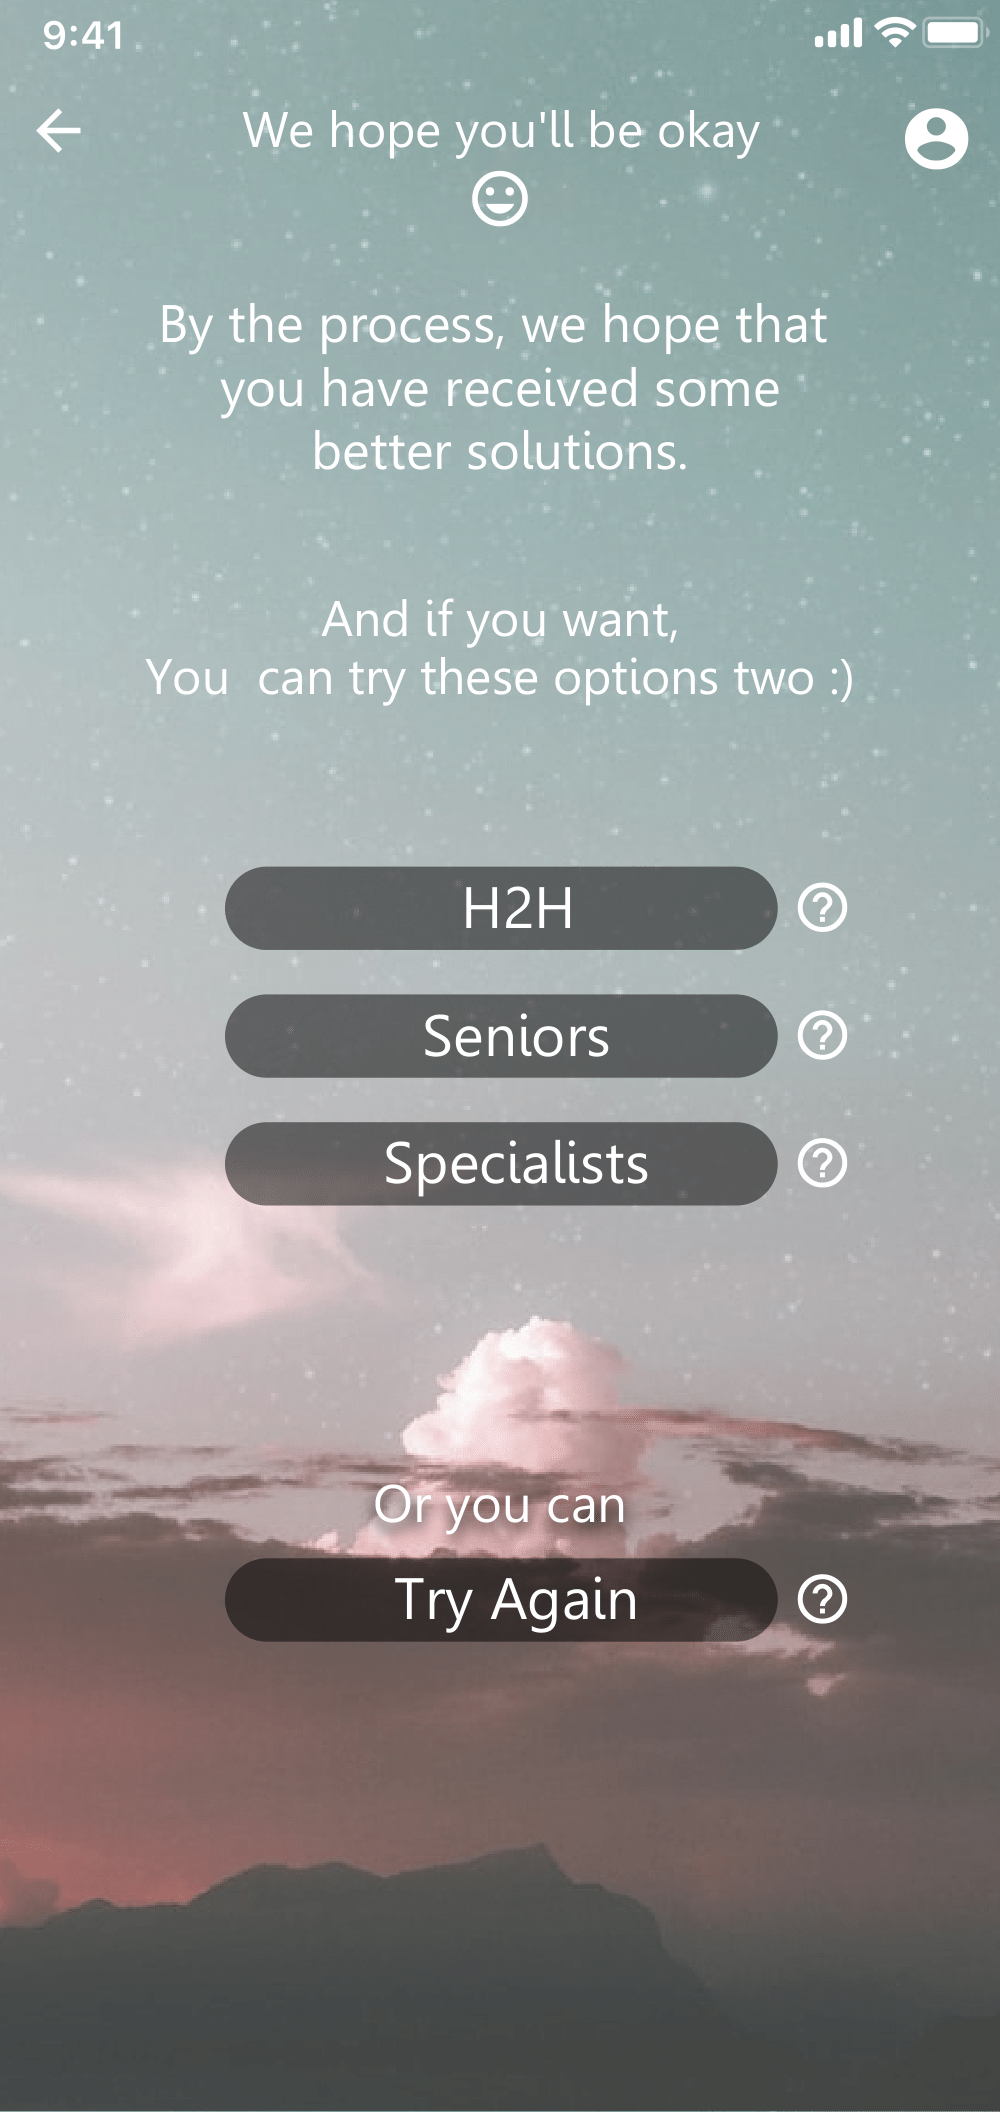 9:41
We hope you'll be okay
By the process, we hope that
you have received some
better solutions.
And if you want,
You  can try these options two :)
H2H
?
Seniors
?
Specialists
?
Or you can
Try Again
?